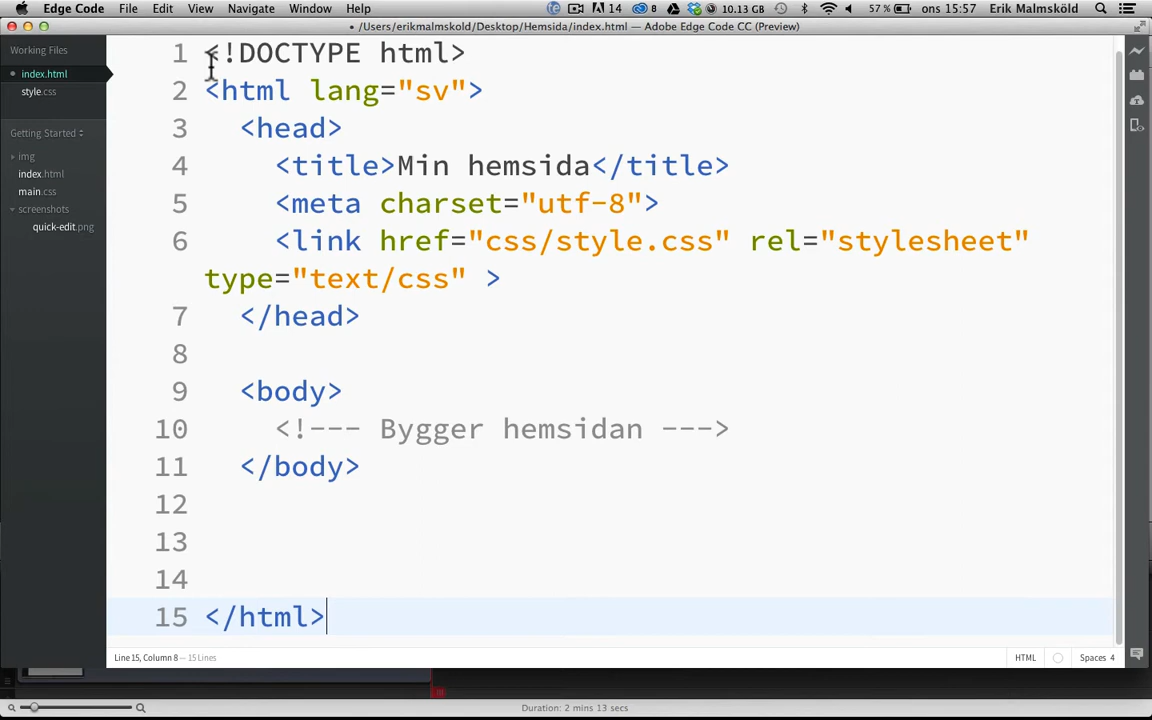 Edge Code File Edit View Navigate Window Help 14 8 10.13 GB 57 % ons 15:57 Erik Malmsköld
/Users/erikmalmskold/Desktop/Hemsida/index.html — Adobe Edge Code CC (Preview)
Working Files
index.html
style.css
Getting Started
img
index.html
main.css
screenshots
quick-edit.png
1 <!DOCTYPE html>
2 <html lang="sv">
3 <head>
4 <title>Min hemsida</title>
5 <meta charset="utf-8">
6 <link href="css/style.css" rel="stylesheet"
type="text/css" >
7 </head>
8
9 <body>
10 <!--- Bygger hemsidan --->
11 </body>
12
13
14
15 </html>
Line 15, Column 8 — 15 Lines HTML Spaces 4
Duration: 2 mins 13 secs